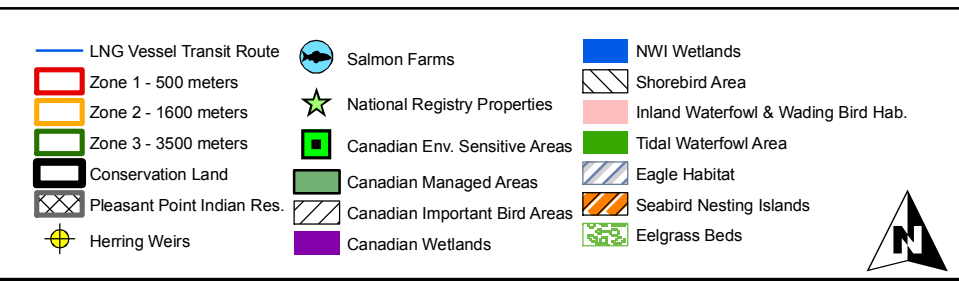 LNG Vessel Transit Route
Zone 1 - 500 meters
Zone 2 - 1600 meters
Zone 3 - 3500 meters
Conservation Land
Pleasant Point Indian Res.
Herring Weirs
Salmon Farms
National Registry Properties
Canadian Env. Sensitive Areas
Canadian Managed Areas
Canadian Important Bird Areas
Canadian Wetlands
NWI Wetlands
Shorebird Area
Inland Waterfowl & Wading Bird Hab.
Tidal Waterfowl Area
Eagle Habitat
Seabird Nesting Islands
Eelgrass Beds
N